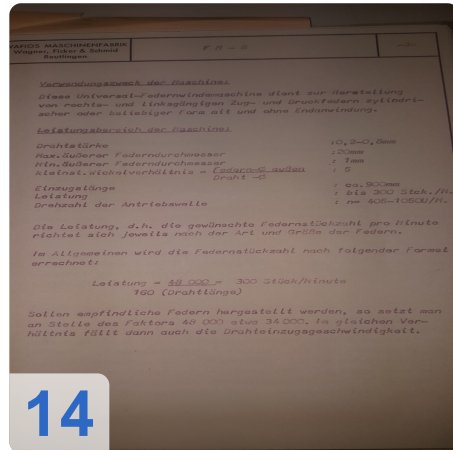 WAFIOS MASCHINENFABRIK
Wagner, Ficker & Schmid
Reutlingen
Verwendungszweck der Maschine:
Diese Universal-Federwindemaschine dient zur Herstellung
von rechts- und linksgängigen Zug- und Druckfedern zylindri-
scher oder beliebiger Form mit und ohne Endanwindung.
Leistungsbereich der Maschine:
Drahtstärke :0,2-0,8mm
Max.äußerer Federndurchmesser :20mm
Min.äußerer Federndurchmesser : 1mm
kleinst.Wickelverhältnis = Federn-Ø außen : 5
Draht -Ø
Einzugslänge : ca.900mm
Leistung : bis 300 Stck./M.
Drehzahl der Antriebswelle
Die Leistung, d.h. die gewünschte Federnstückzahl pro Minute
richtet sich jeweils nach der Art und Größe der Federn.
Im Allgemeinen wird die Federnstückzahl nach folgender Formel
errechnet:
Leistung = 48 000 = 300 Stück/Minute
160 (Drahtlänge)
Sollen empfindliche Federn hergestellt werden, so setzt man
an Stelle des Faktors 48 000 etwa 34000. Im gleichen Ver-
hältnis fällt dann auch die Drahteinzugsgeschwindigkeit.
14